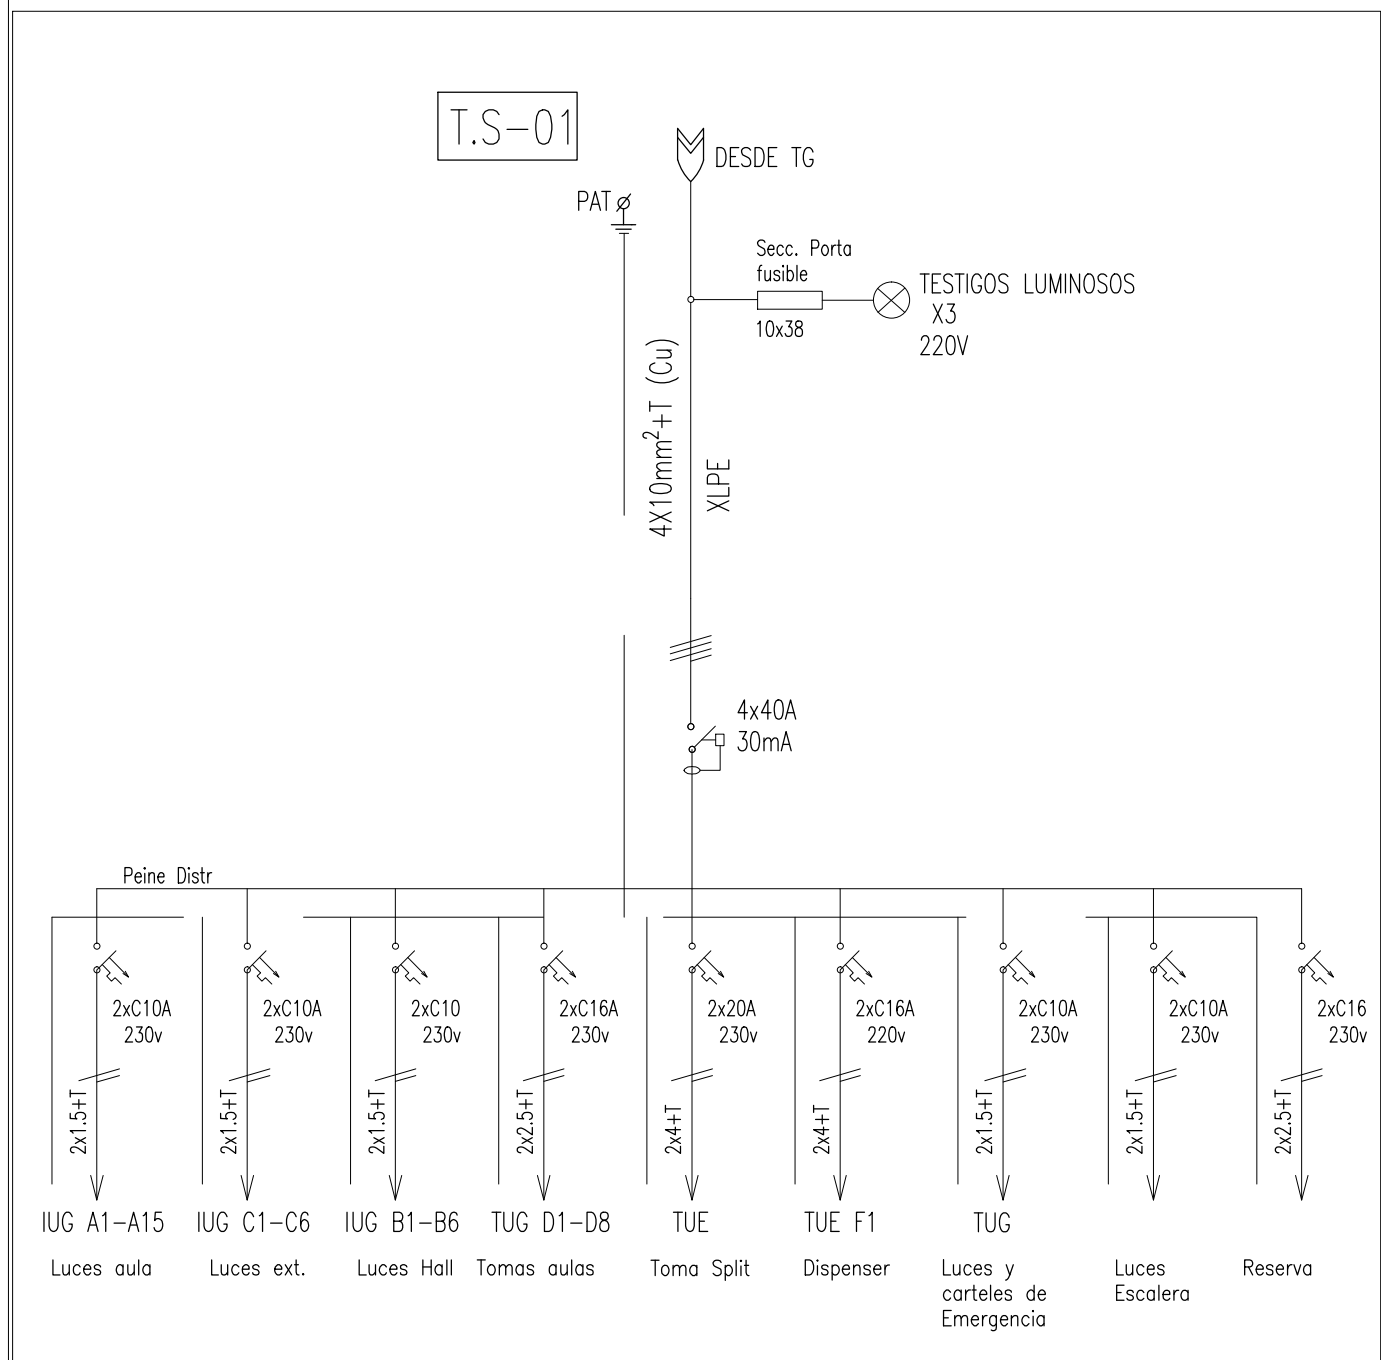 T.S-01
DESDE TG
PAT
Secc. Porta
fusible
10x38
TESTIGOS LUMINOSOS
X3
220V
4X10mm²+T (Cu)
XLPE
4x40A
30mA
Peine Distr
2xC10A
230v
2x1.5+T
IUG A1-A15
Luces aula
2xC10A
230v
2x1.5+T
IUG C1-C6
Luces ext.
2xC10
230v
2x1.5+T
IUG B1-B6
Luces Hall
2xC16A
230v
2x2.5+T
TUG D1-D8
Tomas aulas
2x20A
230v
2x4+T
TUE
Toma Split
2xC16A
220v
2x4+T
TUE F1
Dispenser
2xC10A
230v
2x1.5+T
TUG
Luces y
carteles de
Emergencia
2xC10A
230v
2x1.5+T
Luces
Escalera
2xC16
230v
2x2.5+T
Reserva